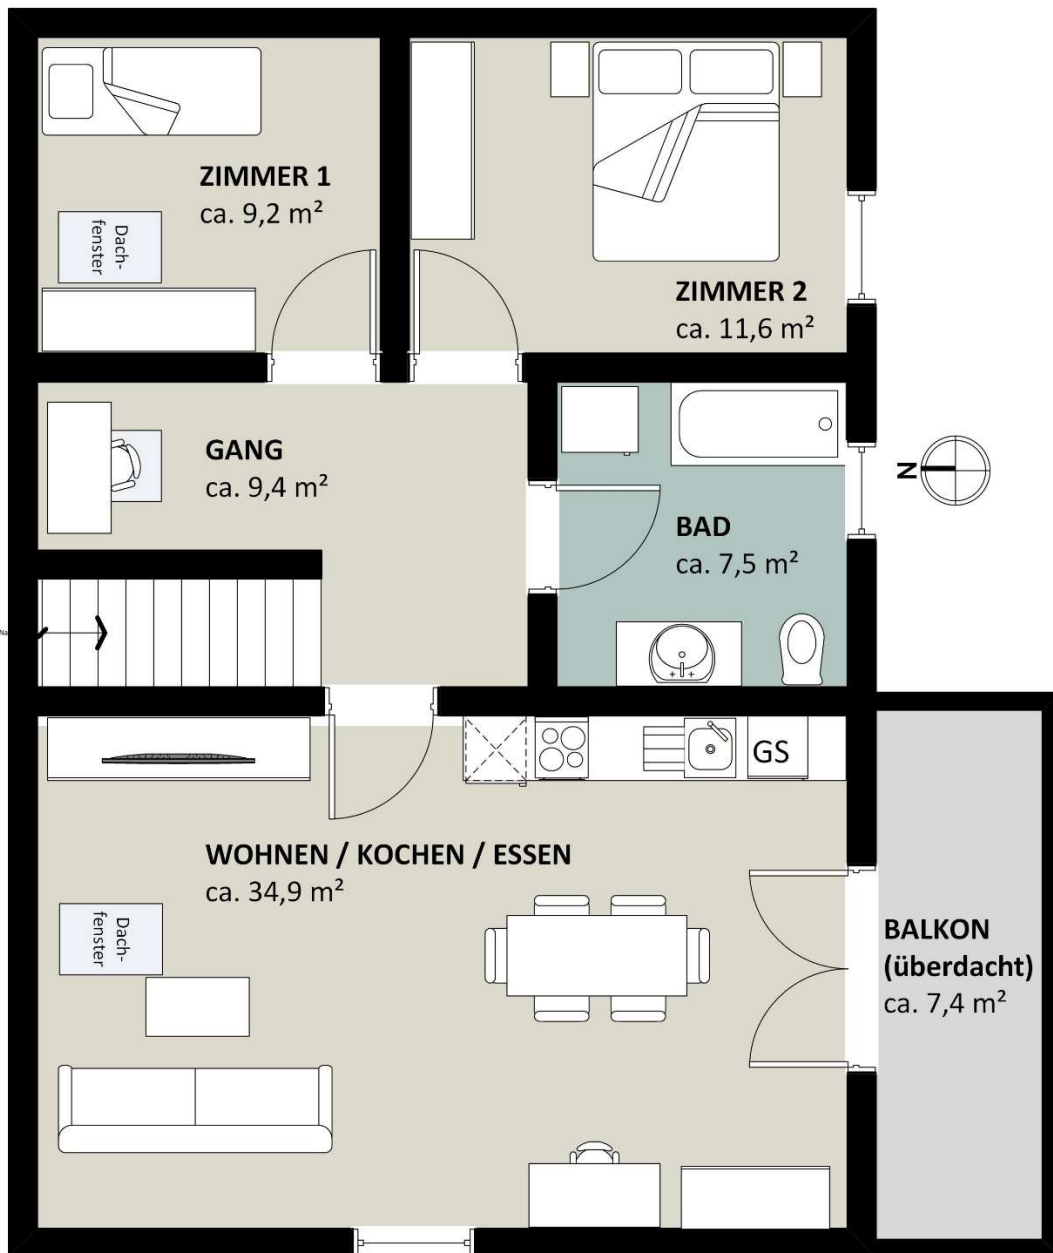 ZIMMER 1
ca. 9,2 m²
Dach-
fenster
ZIMMER 2
ca. 11,6 m²
GANG
ca. 9,4 m²
BAD
ca. 7,5 m²
N
GS
WOHNEN / KOCHEN / ESSEN
ca. 34,9 m²
Dach-
fenster
BALKON
(überdacht)
ca. 7,4 m²